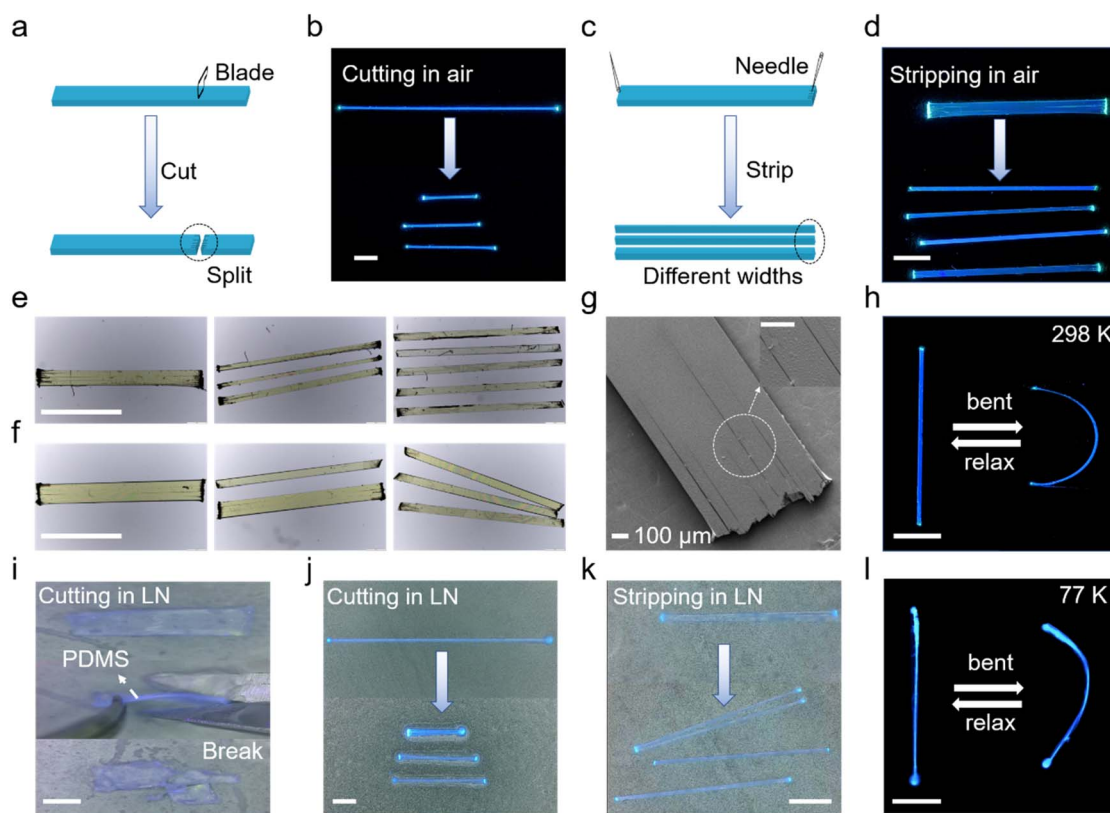 a
Blade
Cut
Split
b
Cutting in air
c
Needle
Strip
Different widths
d
Stripping in air
e
f
g
100 μm
h
298 K
bent
relax
i
Cutting in LN
PDMS
Break
j
Cutting in LN
k
Stripping in LN
l
77 K
bent
relax